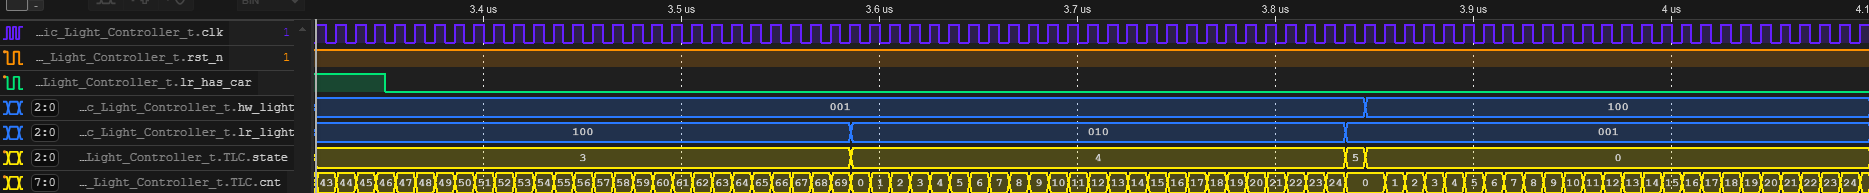 BIN
3.4 us 3.5 us 3.6 us 3.7 us 3.8 us 3.9 us 4 us 4.1
…ic_Light_Controller_t.clk 1
…_Light_Controller_t.rst_n 1
…Light_Controller_t.lr_has_car
2:0 …c_Light_Controller_t.hw_light 001 100
2:0 …c_Light_Controller_t.lr_light 100 010 001
2:0 …Light_Controller_t.TLC.state 3 4 5 0
7:0 …_Light_Controller_t.TLC.cnt 43 44 45 46 47 48 49 50 51 52 53 54 55 56 57 58 59 60 61 62 63 64 65 66 67 68 69 0 1 2 3 4 5 6 7 8 9 10 11 12 13 14 15 16 17 18 19 20 21 22 23 24 0 1 2 3 4 5 6 7 8 9 10 11 12 13 14 15 16 17 18 19 20 21 22 23 24